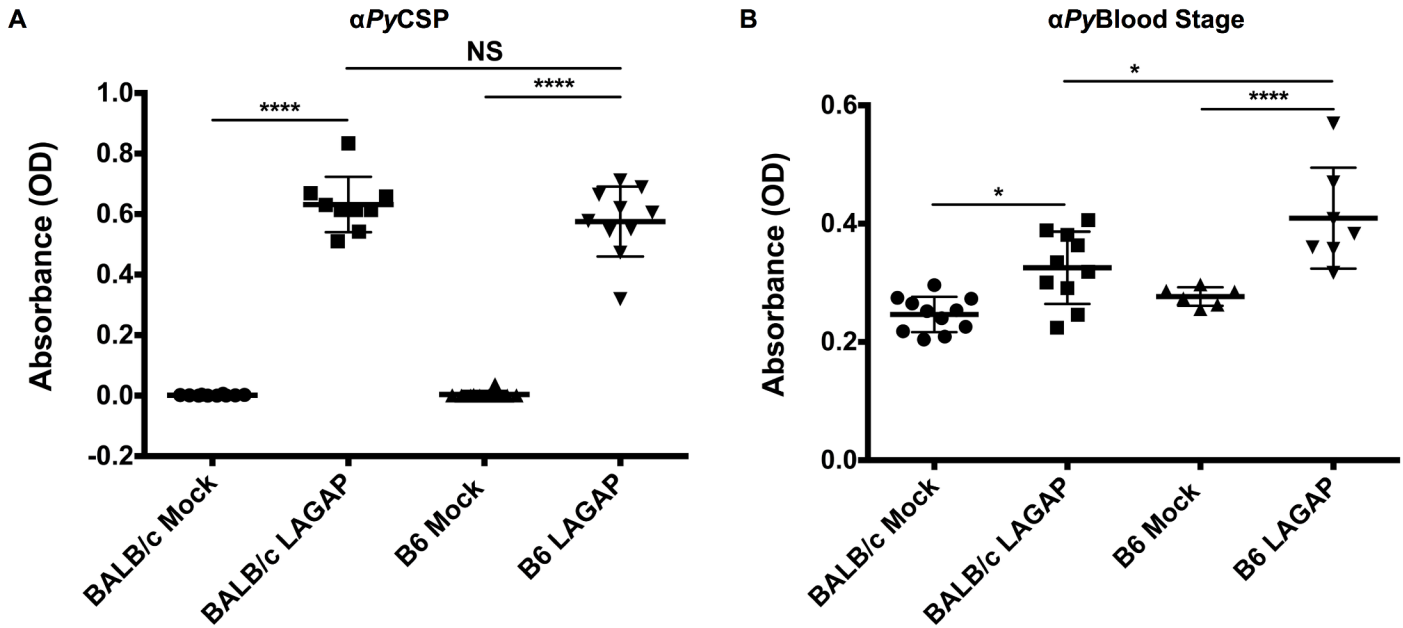 A
αPyCSP
NS
****
****
Absorbance (OD)
1.0
0.8
0.6
0.4
0.2
0.0
-0.2
BALB/c Mock
BALB/c LAGAP
B6 Mock
B6 LAGAP
B
αPyBlood Stage
*
****
*
Absorbance (OD)
0.6
0.4
0.2
0.0
BALB/c Mock
BALB/c LAGAP
B6 Mock
B6 LAGAP